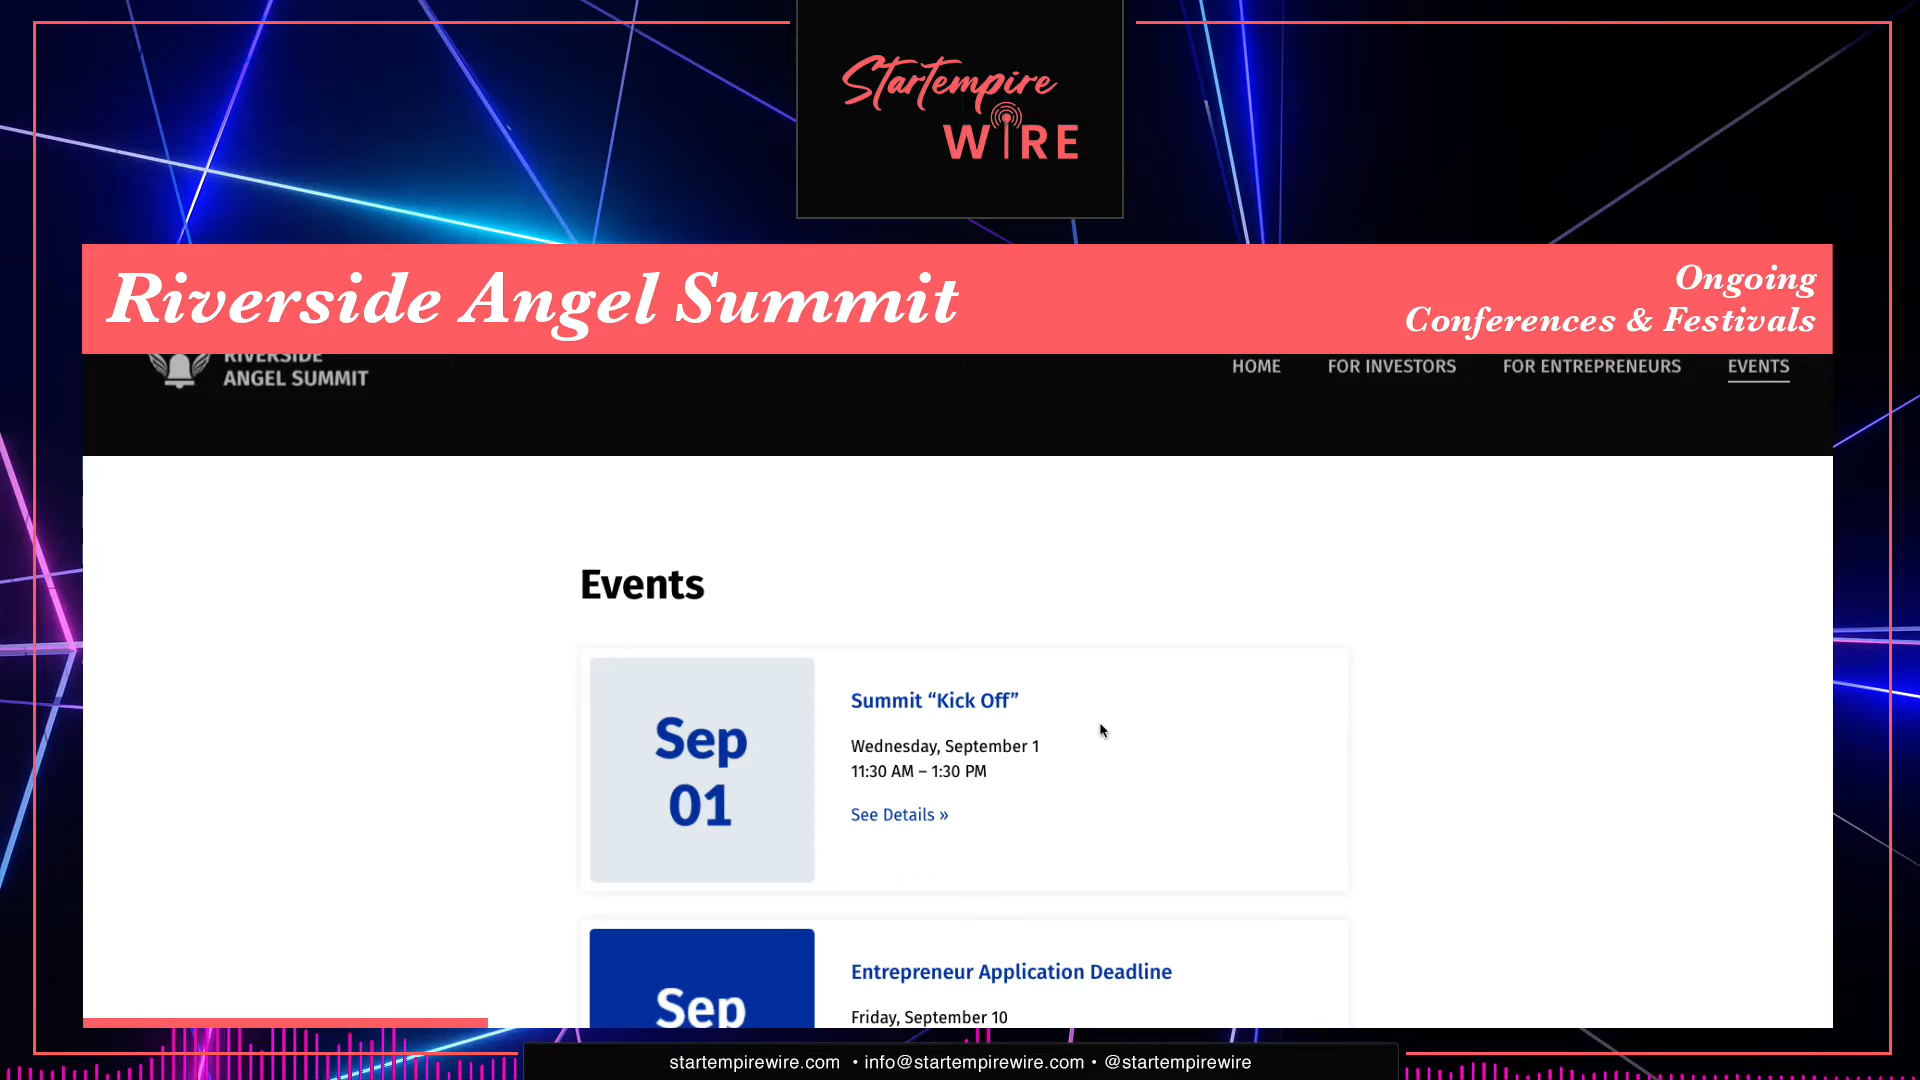 Startempire
WIRE
Riverside Angel Summit
Ongoing
Conferences & Festivals
RIVERSIDE
ANGEL SUMMIT
HOME FOR INVESTORS FOR ENTREPRENEURS EVENTS
Events
Sep
01
Summit “Kick Off”
Wednesday, September 1
11:30 AM – 1:30 PM
See Details »
Sep
Entrepreneur Application Deadline
Friday, September 10
startempirewire.com • info@startempirewire.com • @startempirewire